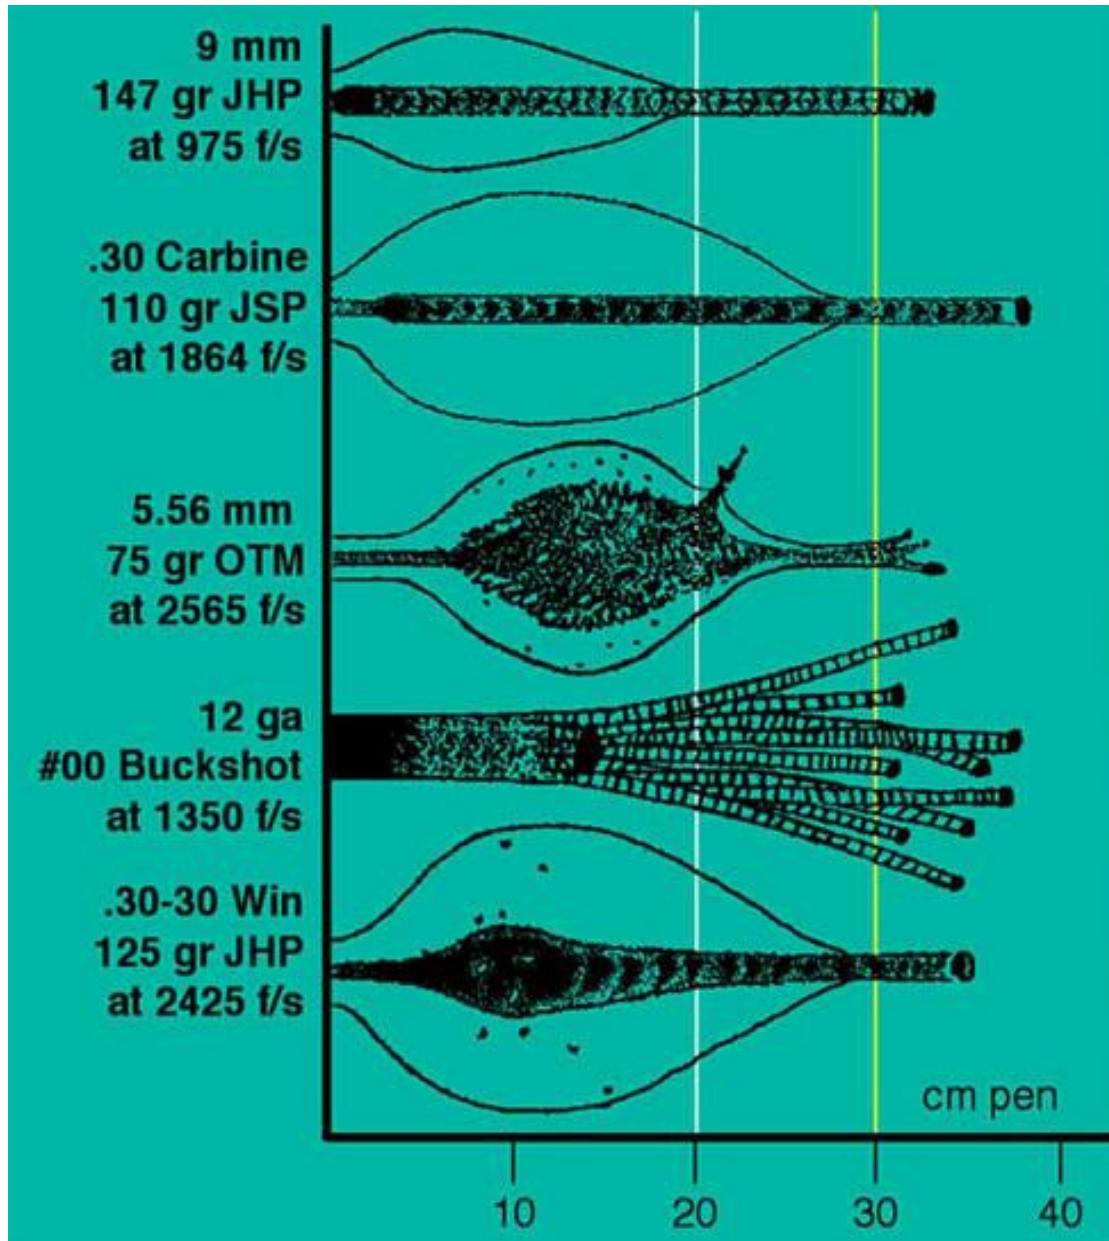 9 mm
147 gr JHP
at 975 f/s
.30 Carbine
110 gr JSP
at 1864 f/s
5.56 mm
75 gr OTM
at 2565 f/s
12 ga
#00 Buckshot
at 1350 f/s
.30-30 Win
125 gr JHP
at 2425 f/s
cm pen
10 20 30 40